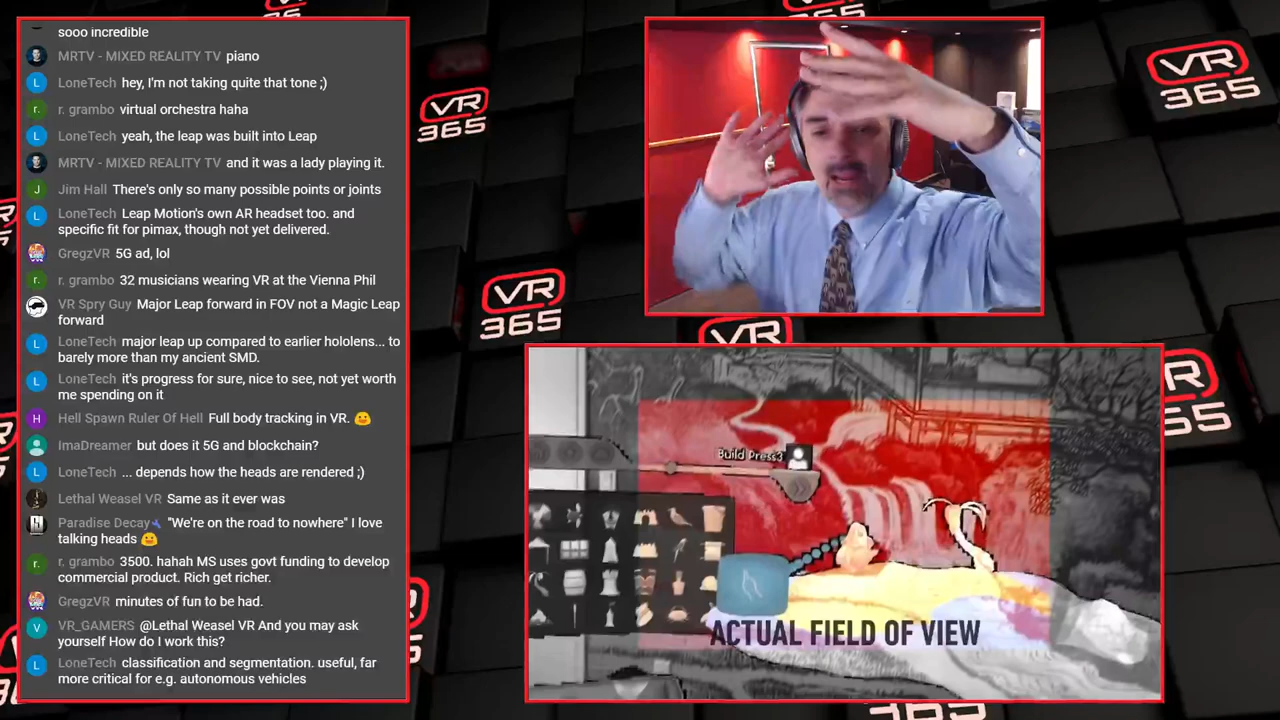 sooo incredible
MRTV - MIXED REALITY TV piano
LoneTech hey, I'm not taking quite that tone ;)
r. grambo virtual orchestra haha
LoneTech yeah, the leap was built into Leap
MRTV - MIXED REALITY TV and it was a lady playing it.
Jim Hall There's only so many possible points or joints
LoneTech Leap Motion's own AR headset too. and
specific fit for pimax, though not yet delivered.
GregzVR 5G ad, lol
r. grambo 32 musicians wearing VR at the Vienna Phil
VR Spry Guy Major Leap forward in FOV not a Magic Leap
forward
LoneTech major leap up compared to earlier hololens... to
barely more than my ancient SMD.
LoneTech it's progress for sure, nice to see, not yet worth
me spending on it
Hell Spawn Ruler Of Hell Full body tracking in VR.
ImaDreamer but does it 5G and blockchain?
LoneTech ... depends how the heads are rendered ;)
Lethal Weasel VR Same as it ever was
Paradise Decay "We're on the road to nowhere" I love
talking heads
r. grambo 3500. hahah MS uses govt funding to develop
commercial product. Rich get richer.
GregzVR minutes of fun to be had.
VR_GAMERS @Lethal Weasel VR And you may ask
yourself How do I work this?
LoneTech classification and segmentation. useful, far
more critical for e.g. autonomous vehicles
VR
365
VR
365
VR
365
VR
65
365
Build Press3
ACTUAL FIELD OF VIEW